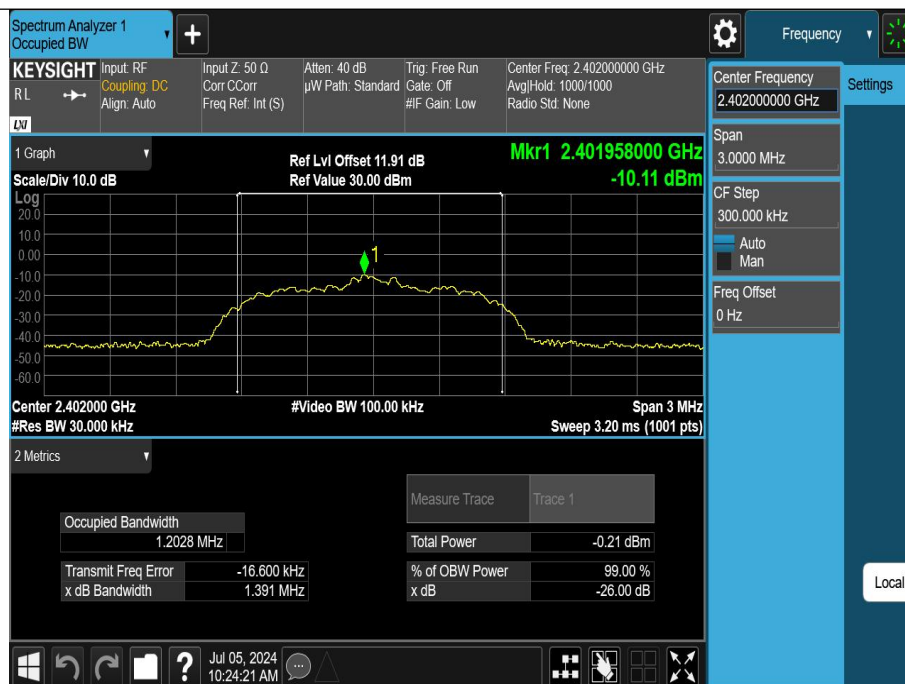 Spectrum Analyzer 1
Occupied BW
+
Frequency
KEYSIGHT Input: RF Input Z: 50 Ω Atten: 40 dB Trig: Free Run Center Freq: 2.402000000 GHz
RL Coupling: DC Corr CCorr µW Path: Standard Gate: Off Avg|Hold: 1000/1000
Align: Auto Freq Ref: Int (S) #IF Gain: Low Radio Std: None
LXI
Center Frequency
2.402000000 GHz
Settings
Span
3.0000 MHz
CF Step
300.000 kHz
Auto
Man
Freq Offset
0 Hz
Local
1 Graph
Ref Lvl Offset 11.91 dB Mkr1 2.401958000 GHz
Scale/Div 10.0 dB Ref Value 30.00 dBm -10.11 dBm
Log
20.0
10.0
0.00
1
-10.0
-20.0
-30.0
-40.0
-50.0
-60.0
Center 2.402000 GHz #Video BW 100.00 kHz Span 3 MHz
#Res BW 30.000 kHz Sweep 3.20 ms (1001 pts)
2 Metrics
Measure Trace Trace 1
Occupied Bandwidth
1.2028 MHz Total Power -0.21 dBm
Transmit Freq Error -16.600 kHz % of OBW Power 99.00 %
x dB Bandwidth 1.391 MHz x dB -26.00 dB
? Jul 05, 2024
10:24:21 AM